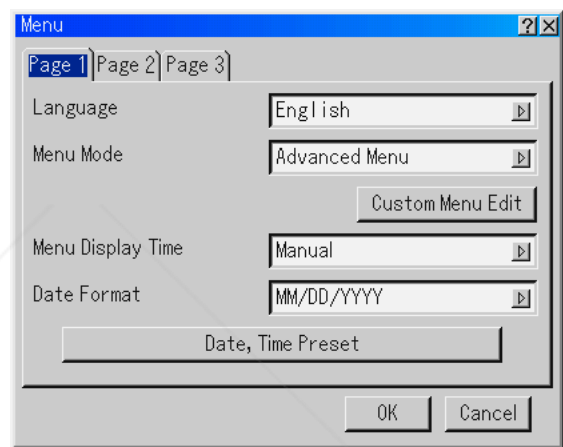 Menu
Page 1 Page 2 Page 3
Language English
Menu Mode Advanced Menu
Custom Menu Edit
Menu Display Time Manual
Date Format MM/DD/YYYY
Date, Time Preset
OK Cancel